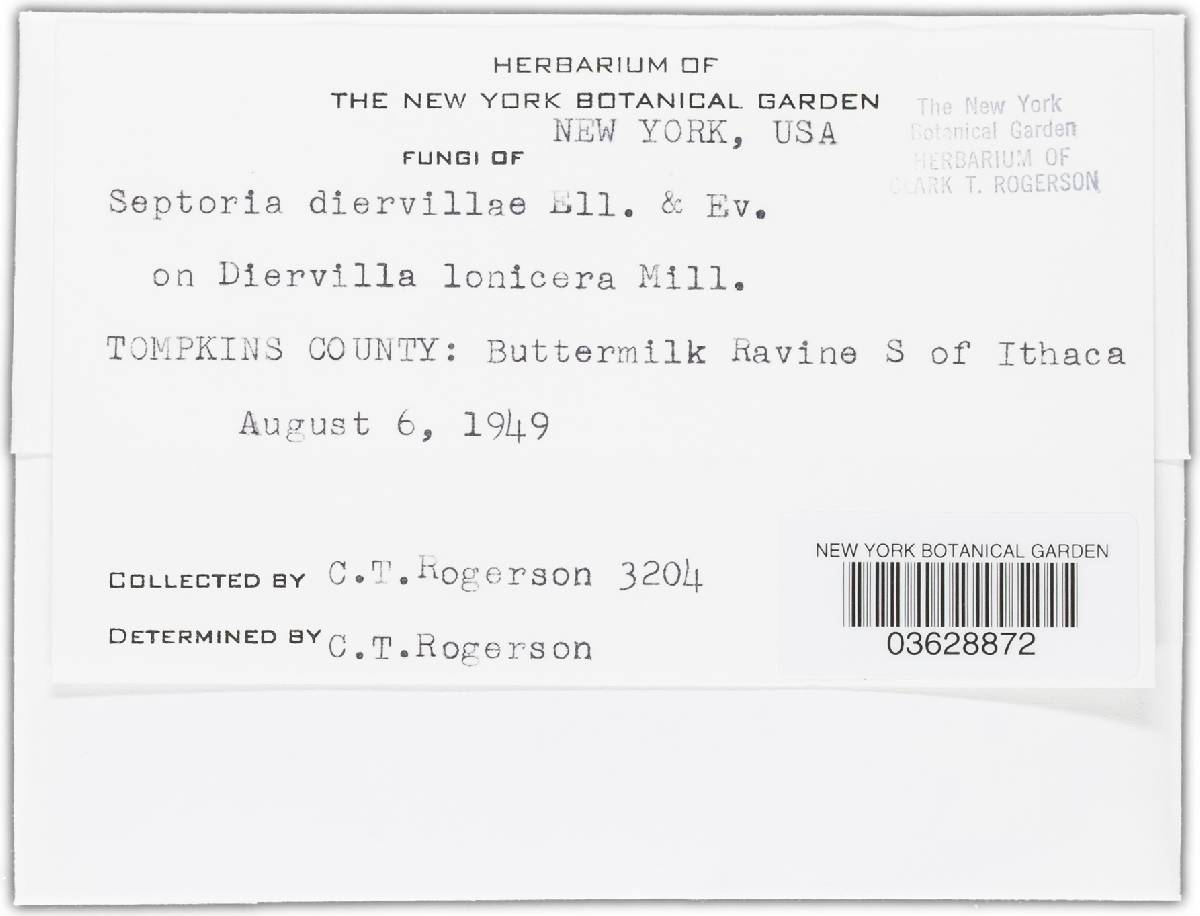 HERBARIUM OF
THE NEW YORK BOTANICAL GARDEN
NEW YORK, USA
FUNGI OF
The New York
Botanical Garden
HERBARIUM OF
CLARK T. ROGERSON
Septoria diervillae Ell. & Ev.
on Diervilla lonicera Mill.
TOMPKINS COUNTY: Buttermilk Ravine S of Ithaca
August 6, 1949
COLLECTED BY C.T.Rogerson 3204
DETERMINED BY C.T.Rogerson
NEW YORK BOTANICAL GARDEN
03628872